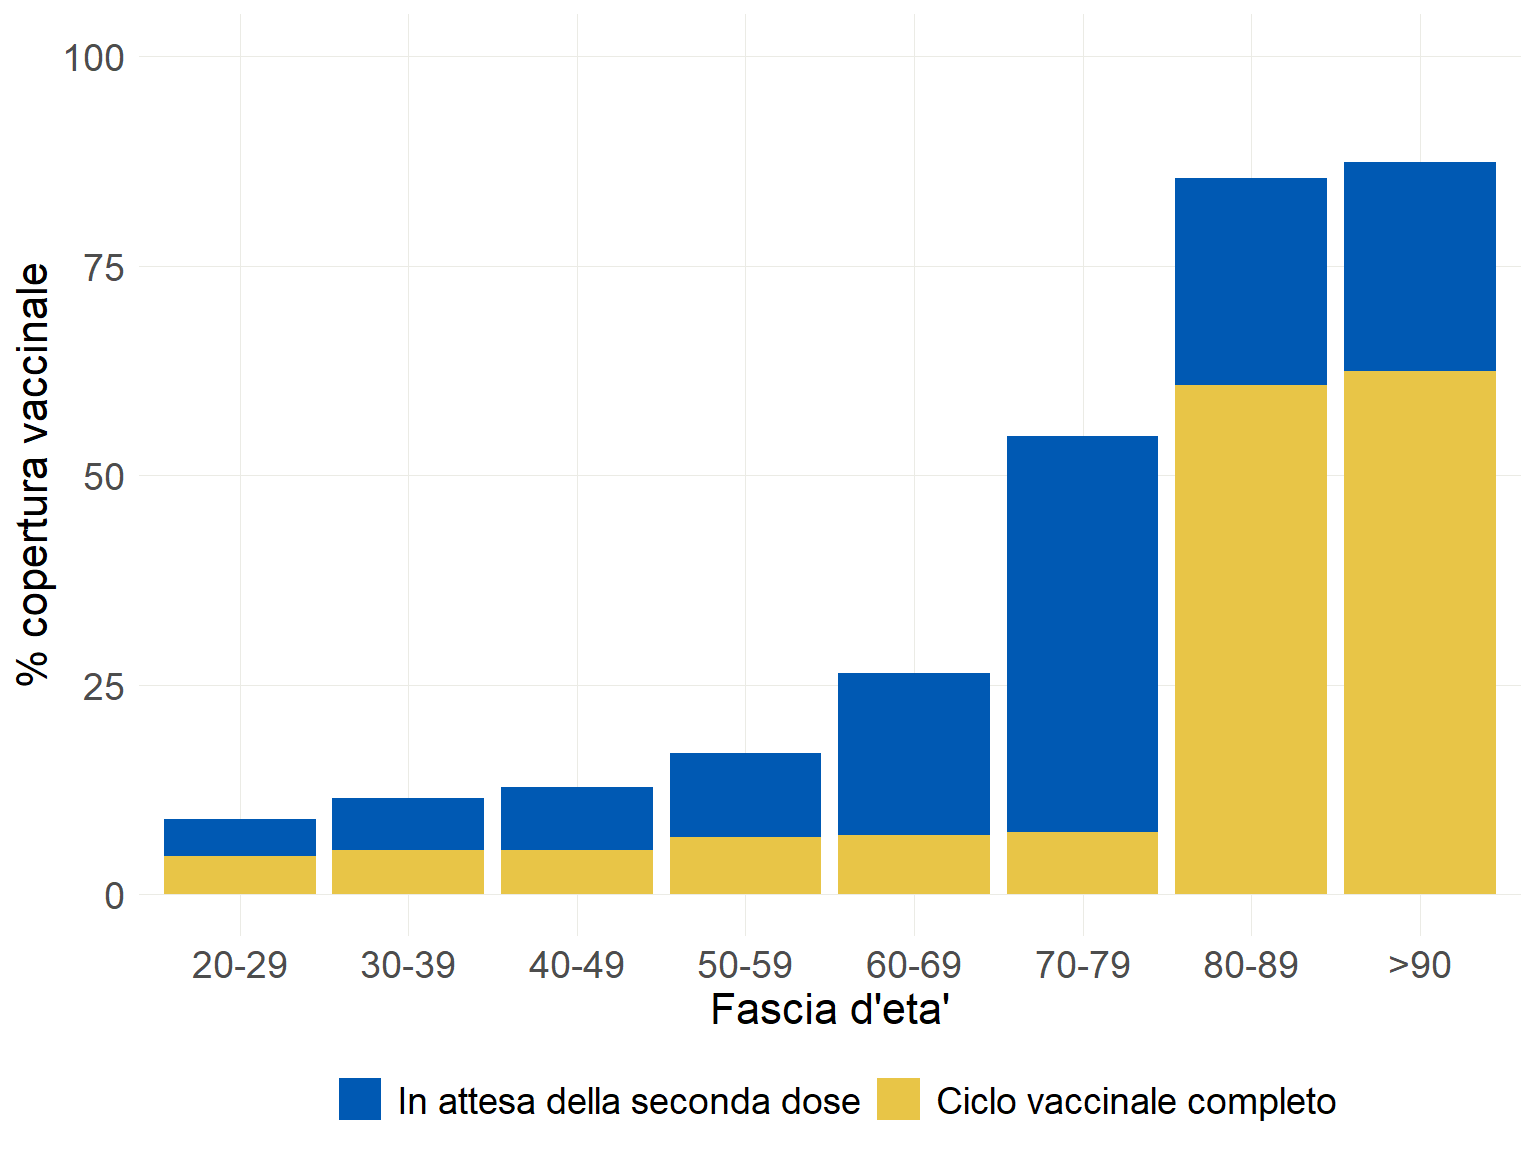 % copertura vaccinale
100
75
50
25
0
20-29 30-39 40-49 50-59 60-69 70-79 80-89 >90
Fascia d'eta'
In attesa della seconda dose Ciclo vaccinale completo